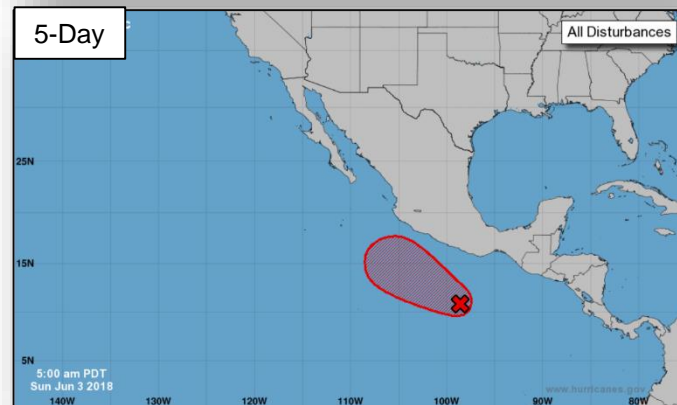 5-Day
c
All Disturbances
25N
15N
5N
5:00 am PDT
Sun Jun 3 2018
www.hurricanes.gov
140W 130W 120W 110W 100W 90W 80W